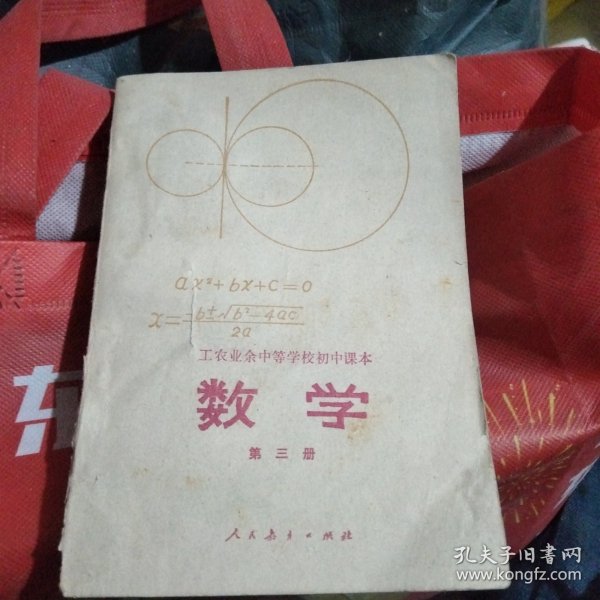 ax²+bx+c=0
x=-b±√b²-4ac
2a
工农业余中等学校初中课本
数学
第三册
人民教育出版社
孔夫子旧书网
www.kongfz.com